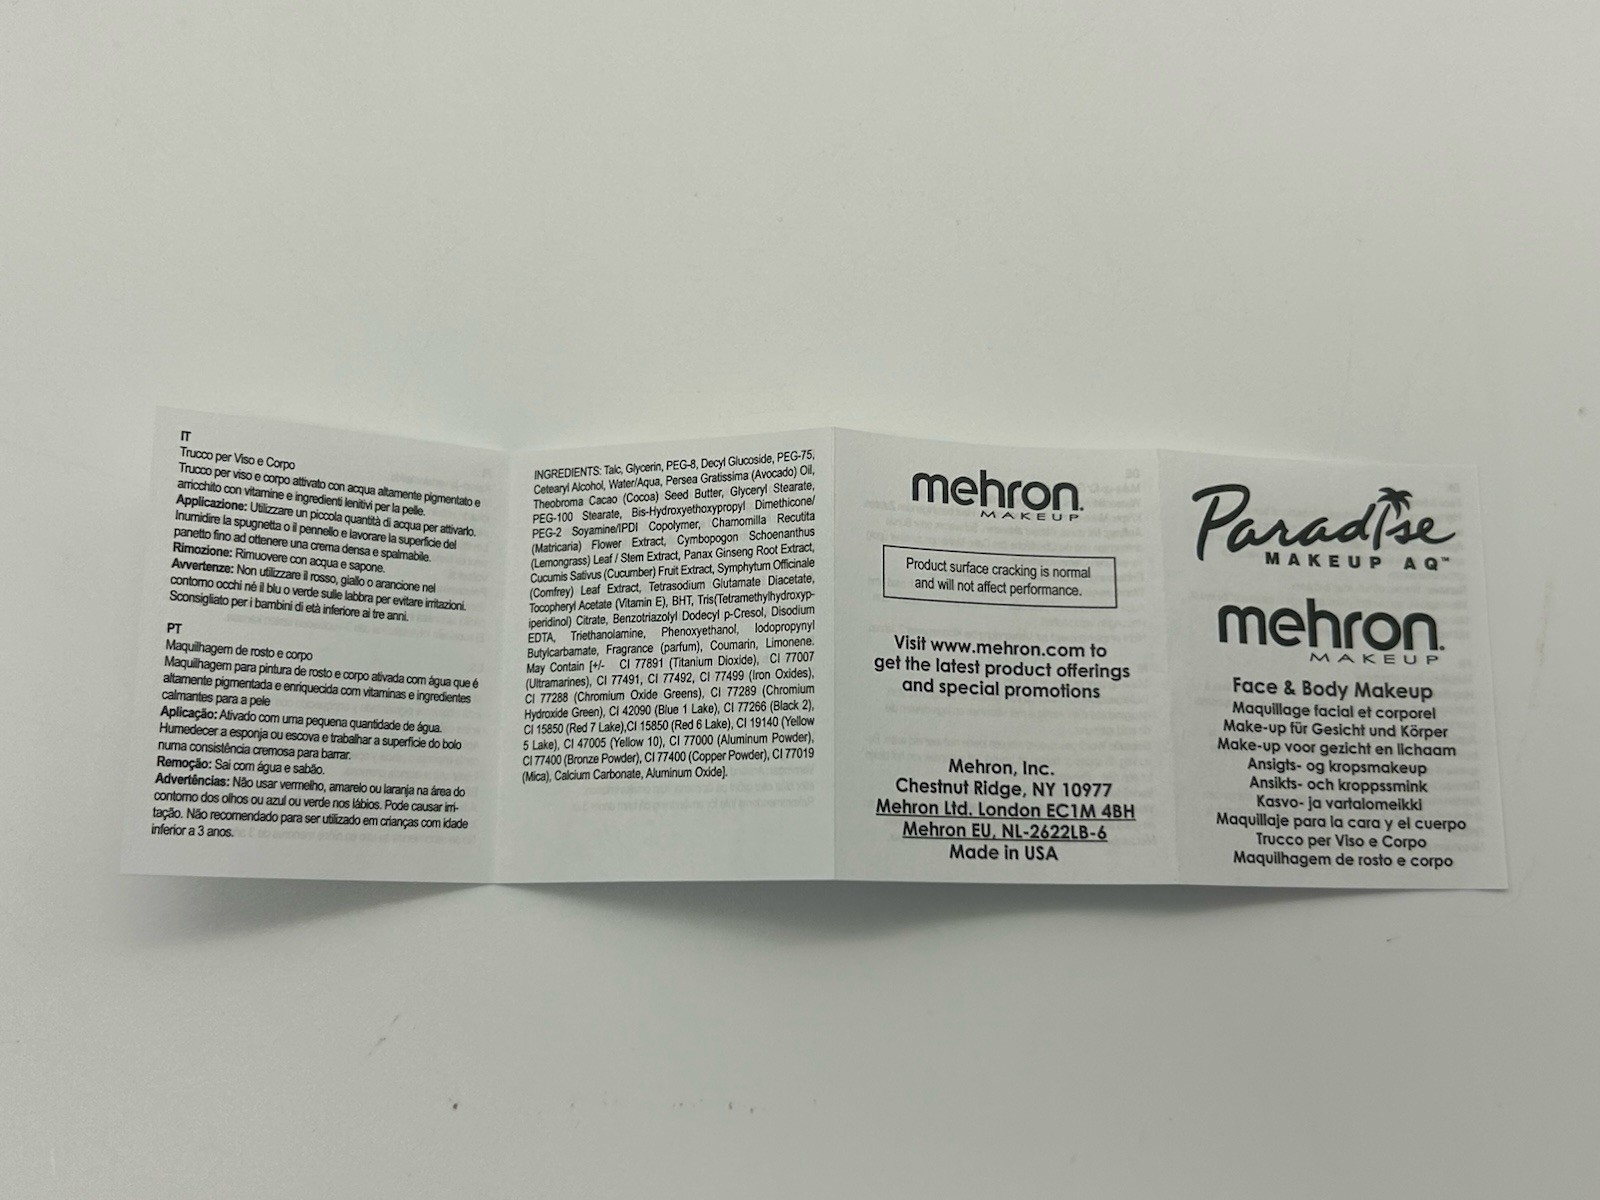 IT
Trucco per Viso e Corpo
Trucco per viso e corpo attivato con acqua altamente pigmentato e
arricchito con vitamine e ingredienti lenitivi per la pelle.
Applicazione: Utilizzare un piccola quantità di acqua per attivarlo.
Inumidire la spugnetta o il pennello e lavorare la superficie del
panetto fino ad ottenere una crema densa e spalmabile.
Rimozione: Rimuovere con acqua e sapone.
Avvertenze: Non utilizzare il rosso, giallo o arancione nel
contorno occhi né il blu o verde sulle labbra per evitare irritazioni.
Sconsigliato per i bambini di età inferiore ai tre anni.
PT
Maquilhagem de rosto e corpo
Maquilhagem para pintura de rosto e corpo ativada com água que é
altamente pigmentada e enriquecida com vitaminas e ingredientes
calmantes para a pele
Aplicação: Ativado com uma pequena quantidade de água.
Humedecer a esponja ou escova e trabalhar a superfície do bolo
numa consistência cremosa para barrar.
Remoção: Sai com água e sabão.
Advertências: Não usar vermelho, amarelo ou laranja na área do
contorno dos olhos ou azul ou verde nos lábios. Pode causar irri-
tação. Não recomendado para ser utilizado em crianças com idade
inferior a 3 anos.
INGREDIENTS: Talc, Glycerin, PEG-8, Decyl Glucoside, PEG-75,
Cetearyl Alcohol, Water/Aqua, Persea Gratissima (Avocado) Oil,
Theobroma Cacao (Cocoa) Seed Butter, Glyceryl Stearate,
PEG-100 Stearate, Bis-Hydroxyethoxypropyl Dimethicone/
PEG-2 Soyamine/IPDI Copolymer, Chamomilla Recutita
(Matricaria) Flower Extract, Cymbopogon Schoenanthus
(Lemongrass) Leaf / Stem Extract, Panax Ginseng Root Extract,
Cucumis Sativus (Cucumber) Fruit Extract, Symphytum Officinale
(Comfrey) Leaf Extract, Tetrasodium Glutamate Diacetate,
Tocopheryl Acetate (Vitamin E), BHT, Tris(Tetramethylhydroxyp-
iperidinol) Citrate, Benzotriazolyl Dodecyl p-Cresol, Disodium
EDTA, Triethanolamine, Phenoxyethanol, Iodopropynyl
Butylcarbamate, Fragrance (parfum), Coumarin, Limonene.
May Contain [+/- CI 77891 (Titanium Dioxide), CI 77007
(Ultramarines), CI 77491, CI 77492, CI 77499 (Iron Oxides),
CI 77288 (Chromium Oxide Greens), CI 77289 (Chromium
Hydroxide Green), CI 42090 (Blue 1 Lake), CI 77266 (Black 2),
CI 15850 (Red 7 Lake),CI 15850 (Red 6 Lake), CI 19140 (Yellow
5 Lake), CI 47005 (Yellow 10), CI 77000 (Aluminum Powder),
CI 77400 (Bronze Powder), CI 77400 (Copper Powder), CI 77019
(Mica), Calcium Carbonate, Aluminum Oxide].
mehron.
MAKEUP
Product surface cracking is normal
and will not affect performance.
Visit www.mehron.com to
get the latest product offerings
and special promotions
Mehron, Inc.
Chestnut Ridge, NY 10977
Mehron Ltd. London EC1M 4BH
Mehron EU, NL-2622LB-6
Made in USA
Paradise
MAKEUP AQ™
mehron.
MAKEUP
Face & Body Makeup
Maquillage facial et corporel
Make-up für Gesicht und Körper
Make-up voor gezicht en lichaam
Ansigts- og kropsmakeup
Ansikts- och kroppssmink
Kasvo- ja vartalomeikki
Maquillaje para la cara y el cuerpo
Trucco per Viso e Corpo
Maquilhagem de rosto e corpo